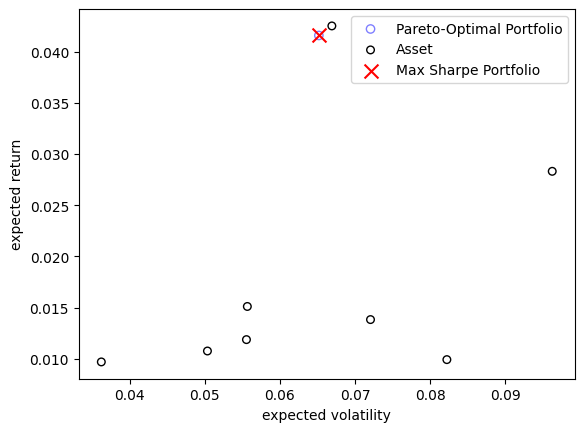 Pareto-Optimal Portfolio
Asset
Max Sharpe Portfolio
0.040
0.035
0.030
0.025
0.020
0.015
0.010
expected return
0.04 0.05 0.06 0.07 0.08 0.09
expected volatility